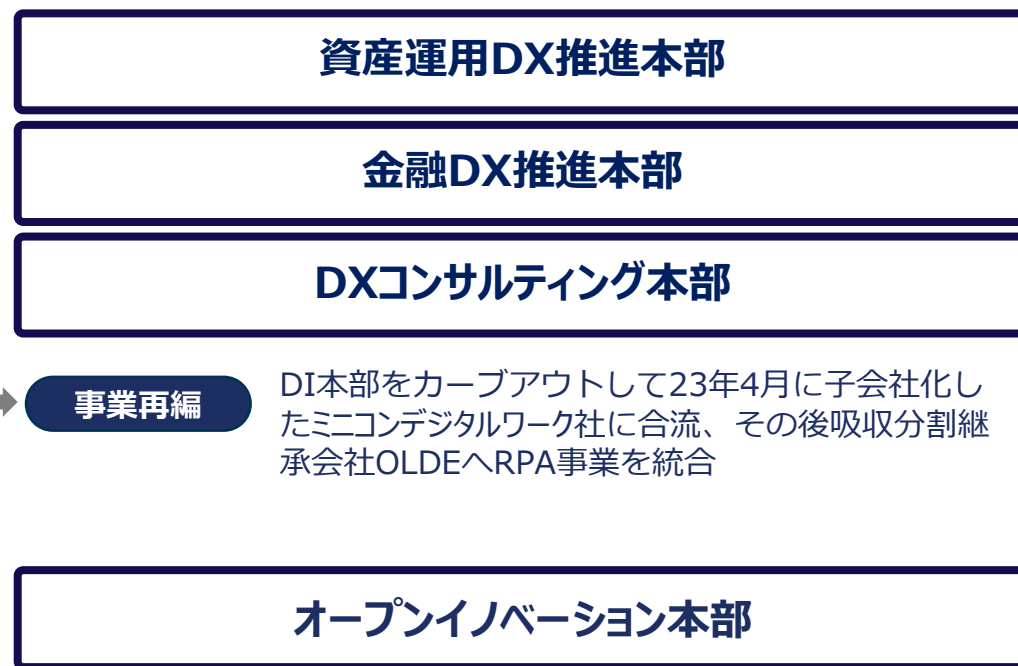 資産運用DX推進本部
金融DX推進本部
DXコンサルティング本部
事業再編
DI本部をカーブアウトして23年4月に子会社化し
たミニコンデジタルワーク社に合流、その後吸収分割継
承会社OLDEへRPA事業を統合
オープンイノベーション本部